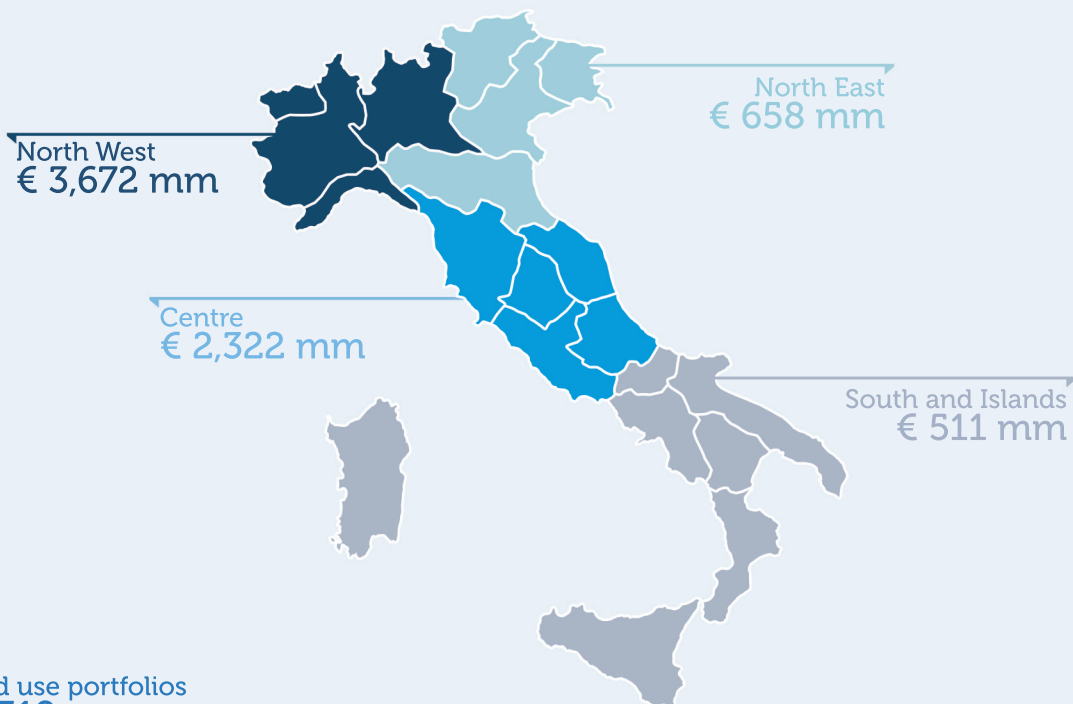 North East
€ 658 mm
North West
€ 3,672 mm
Centre
€ 2,322 mm
South and Islands
€ 511 mm
use portfolios